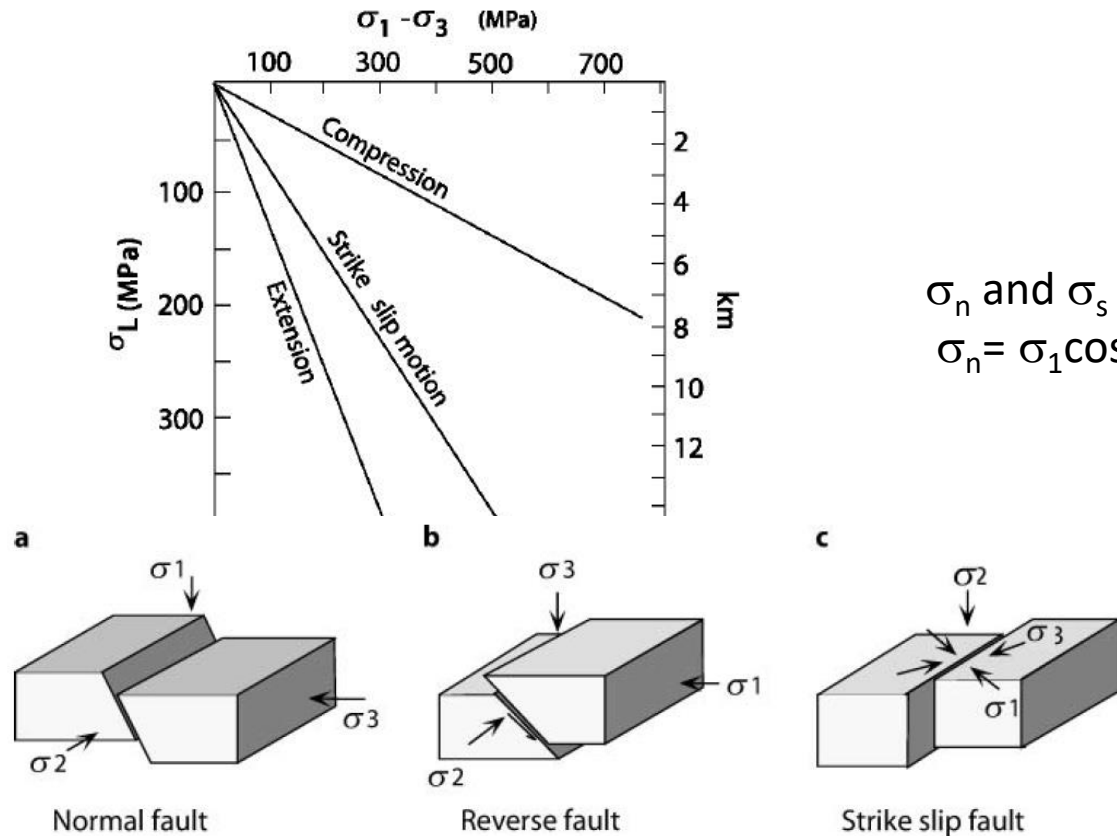 σ1 -σ3 (MPa)
100 300 500 700
Compression
Strike slip motion
Extension
σL (MPa)
100
200
300
2
4
6
8
10
12
km
σn and σs
σn= σ1cos
a
σ1
σ2
σ3
Normal fault
b
σ3
σ1
σ2
Reverse fault
c
σ2
σ3
σ1
Strike slip fault